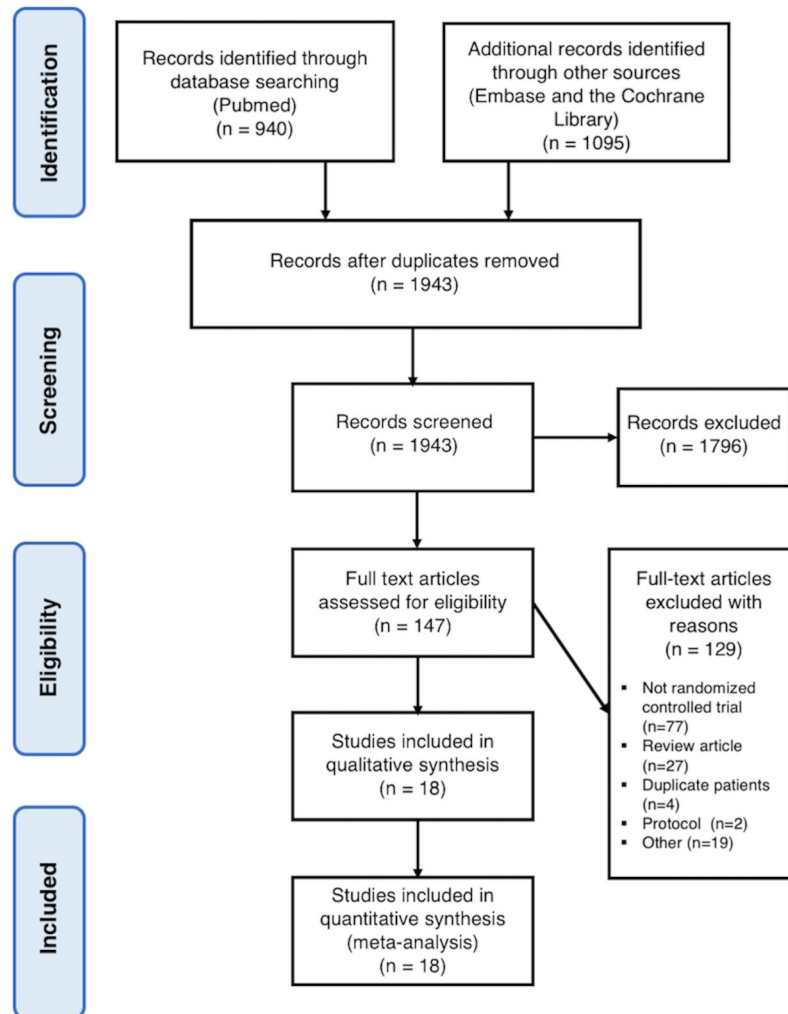 Identification
Records identified through
database searching
(Pubmed)
(n = 940)
Additional records identified
through other sources
(Embase and the Cochrane
Library)
(n = 1095)
Records after duplicates removed
(n = 1943)
Screening
Records screened
(n = 1943)
Records excluded
(n = 1796)
Eligibility
Full text articles
assessed for eligibility
(n = 147)
Full-text articles
excluded with
reasons
(n = 129)
▪ Not randomized
controlled trial
(n=77)
▪ Review article
(n=27)
▪ Duplicate patients
(n=4)
▪ Protocol (n=2)
▪ Other (n=19)
Studies included in
qualitative synthesis
(n = 18)
Included
Studies included in
quantitative synthesis
(meta-analysis)
(n = 18)